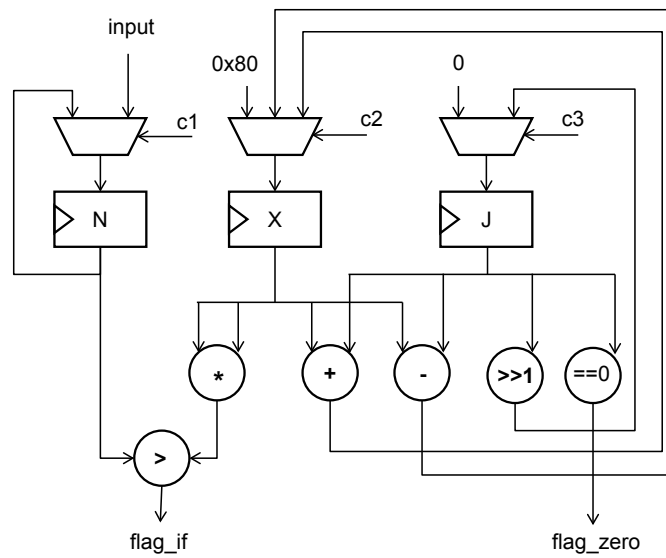 input
0x80
0
c1
c2
c3
N
X
J
*
+
-
>>1
==0
>
flag_if
flag_zero